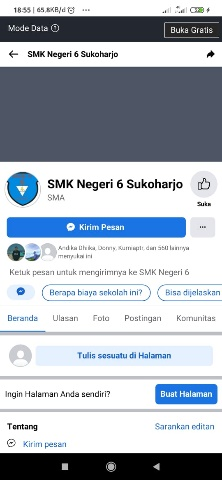 18:55 | 65.8KB/d
Mode Data
Buka Gratis
SMK Negeri 6 Sukoharjo
SMK Negeri 6 Sukoharjo
SMA
Suka
Kirim Pesan
Andika Dhika, Donny, Kurniaptr, dan 560 lainnya
menyukai ini
Ketuk pesan untuk mengirimnya ke SMK Negeri 6
Berapa biaya sekolah ini?
Bisa dijelaskan
Beranda Ulasan Foto Postingan Komunitas
Tulis sesuatu di Halaman
Ingin Halaman Anda sendiri?
Buat Halaman
Tentang
Sarankan editan
Kirim pesan